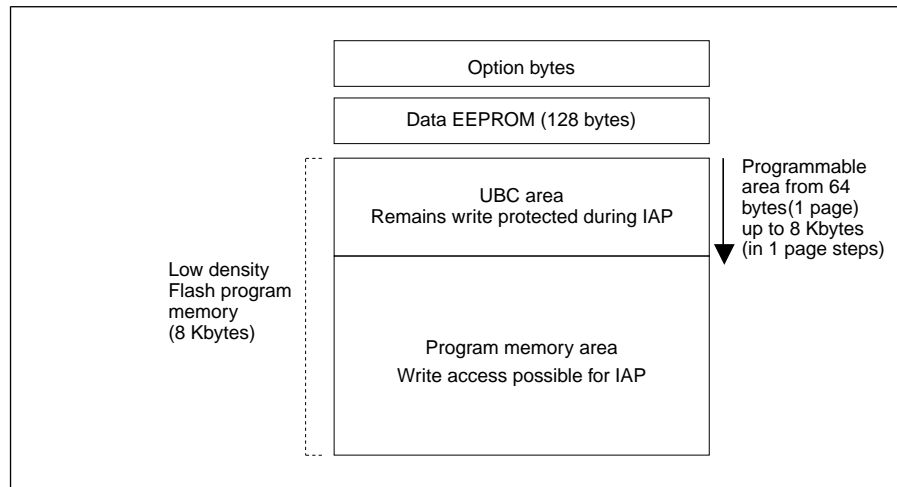 Option bytes
Data EEPROM (128 bytes)
UBC area
Remains write protected during IAP
Programmable
area from 64
bytes(1 page)
up to 8 Kbytes
(in 1 page steps)
Low density
Flash program
memory
(8 Kbytes)
Program memory area
Write access possible for IAP